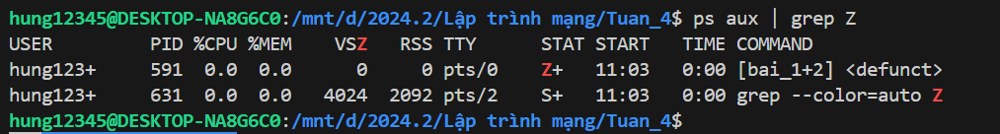 hung12345@DESKTOP-NA8G6C0:/mnt/d/2024.2/Lập trình mạng/Tuan_4$ ps aux | grep Z
USER         PID %CPU %MEM    VSZ   RSS TTY      STAT START   TIME COMMAND
hung123+     591  0.0  0.0      0     0 pts/0    Z+   11:03   0:00 [bai_1+2] <defunct>
hung123+     631  0.0  0.0   4024  2092 pts/2    S+   11:03   0:00 grep --color=auto Z
hung12345@DESKTOP-NA8G6C0:/mnt/d/2024.2/Lập trình mạng/Tuan_4$